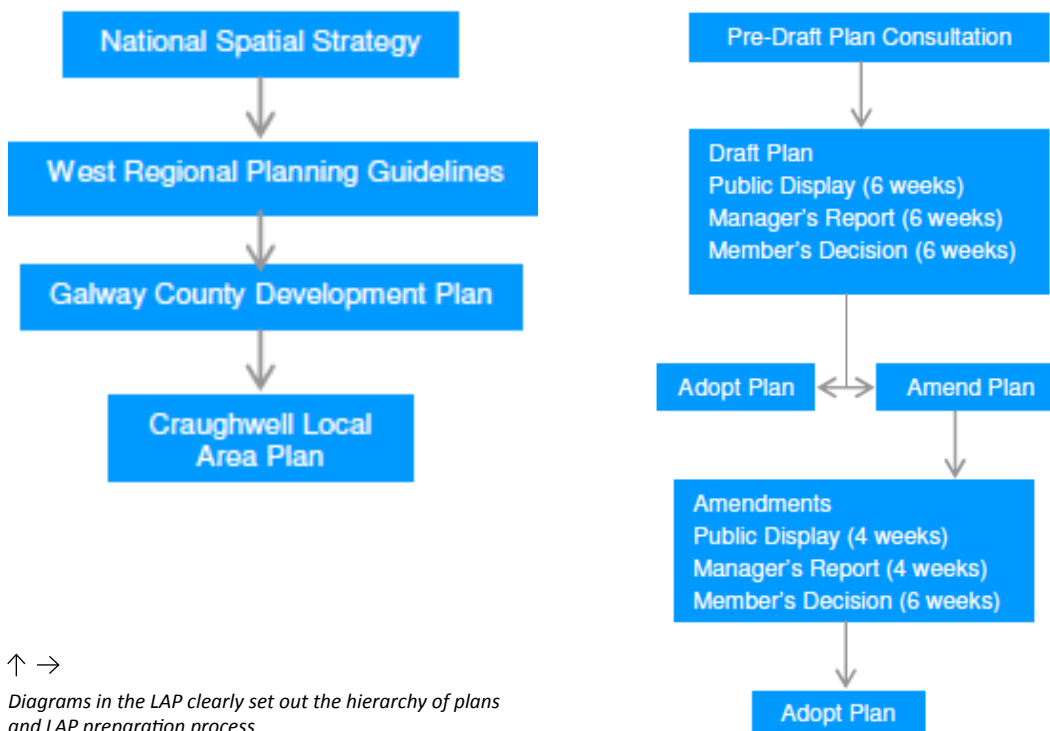 National Spatial Strategy
West Regional Planning Guidelines
Galway County Development Plan
Craughwell Local
Area Plan
↑ →
Diagrams in the LAP clearly set out the hierarchy of plans
and LAP preparation process
Pre-Draft Plan Consultation
Draft Plan
Public Display (6 weeks)
Manager's Report (6 weeks)
Member's Decision (6 weeks)
Adopt Plan
Amend Plan
Amendments
Public Display (4 weeks)
Manager's Report (4 weeks)
Member's Decision (6 weeks)
Adopt Plan